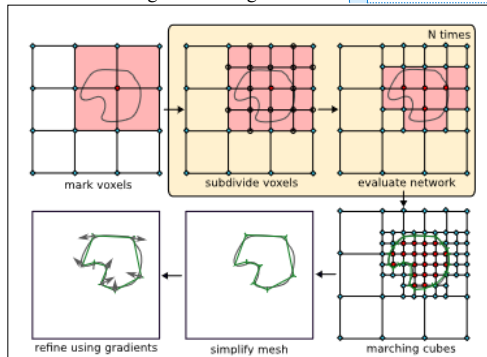 N times
mark voxels
subdivide voxels
evaluate network
refine using gradients
simplify mesh
marching cubes